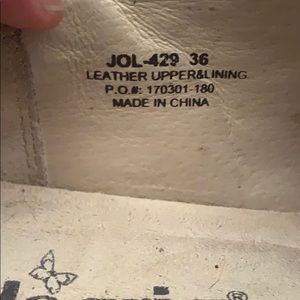 JOL-429 36
LEATHER UPPER&LINING
P.O.#: 170301-180
MADE IN CHINA
®